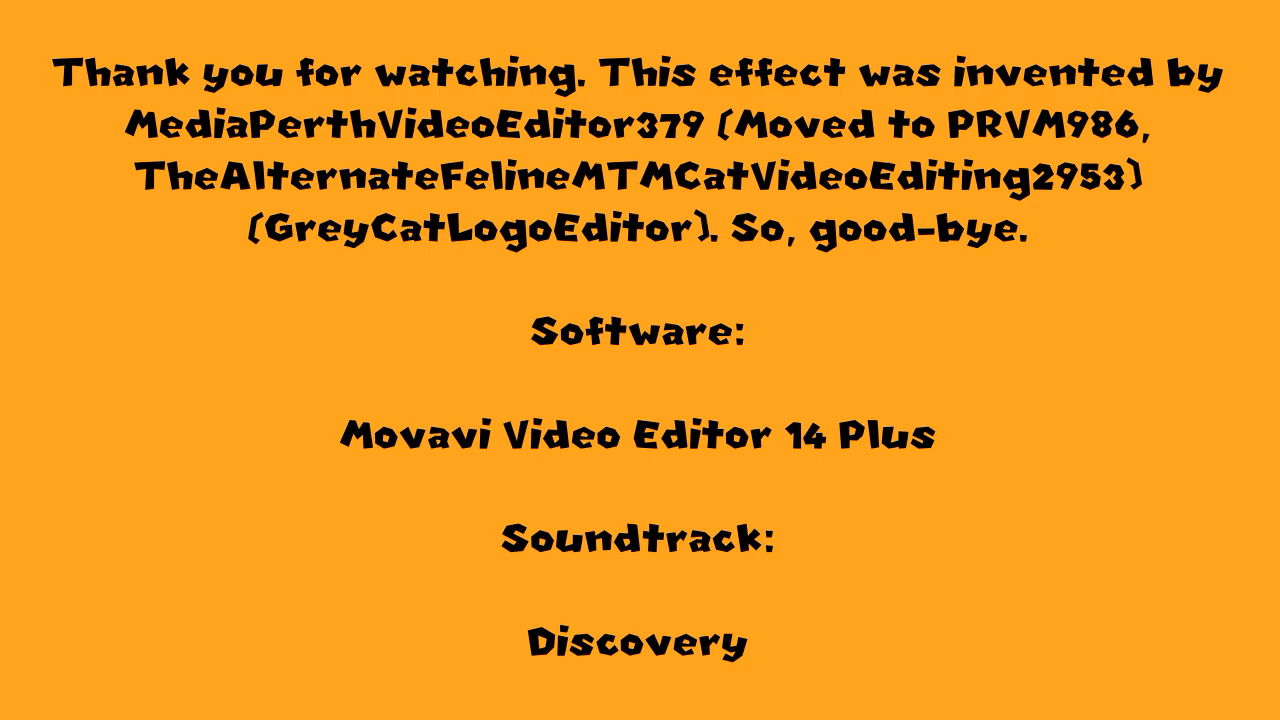 Thank you for watching. This effect was invented by
MediaPerthVideoEditor379 (Moved to PRVM986,
TheAlternateFelineMTMCatVideoEditing2953)
(GreyCatLogoEditor). So, good-bye.
Software:
Movavi Video Editor 14 Plus
Soundtrack:
Discovery